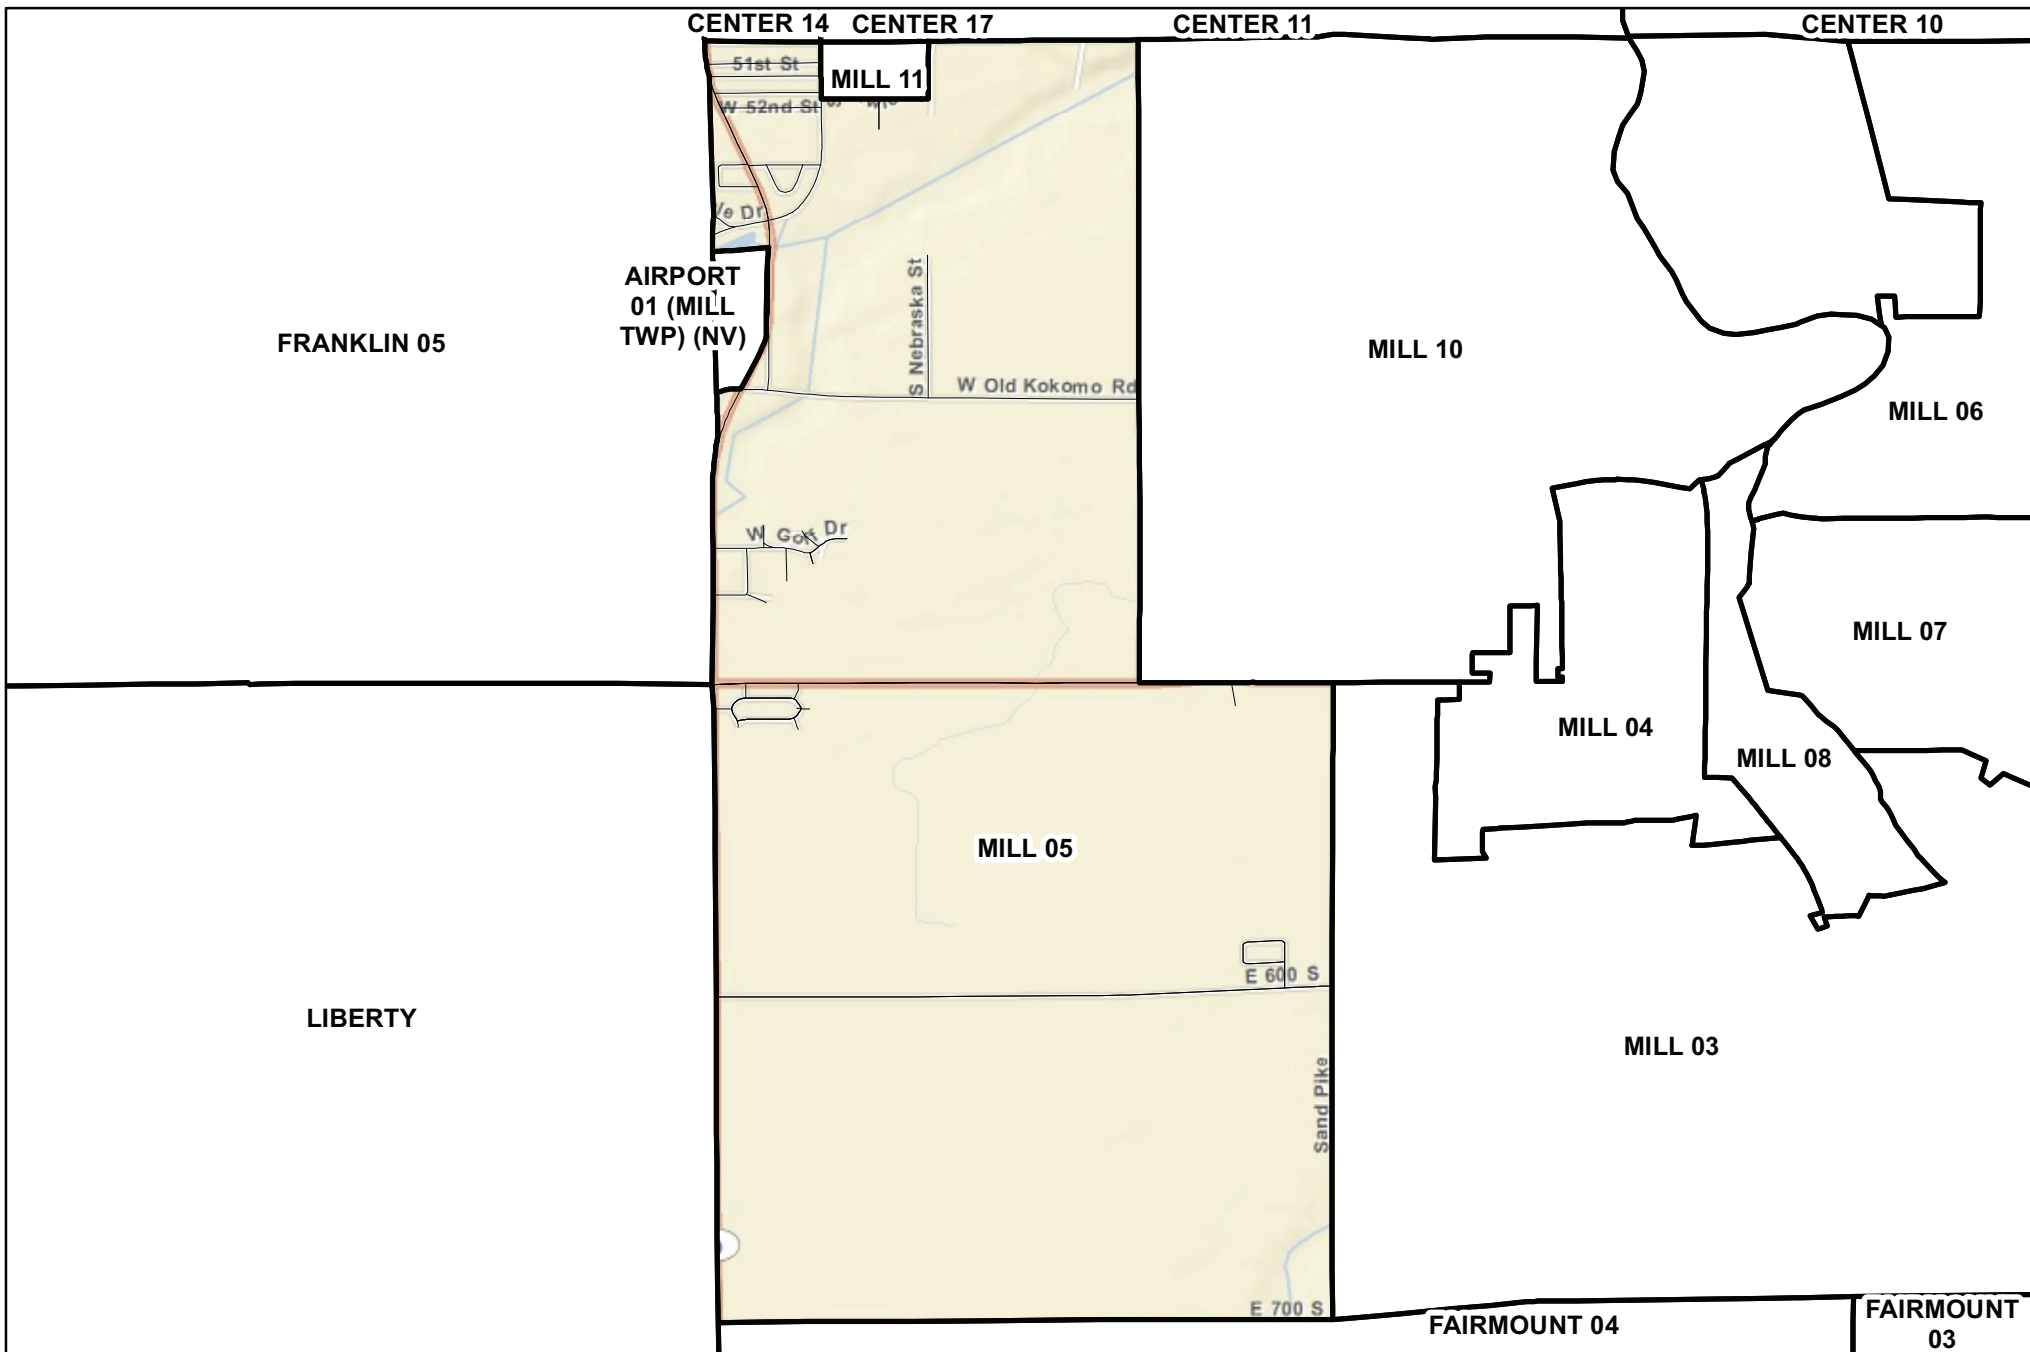 CENTER 14
CENTER 17
CENTER 11
CENTER 10
51st St
MILL 11
W 52nd St
Ve Dr
AIRPORT
01 (MILL
TWP) (NV)
S Nebraska St
FRANKLIN 05
MILL 10
W Old Kokomo Rd
MILL 06
W Golf Dr
MILL 07
MILL 04
MILL 08
MILL 05
E 600 S
LIBERTY
MILL 03
Sand Pike
E 700 S
FAIRMOUNT 04
FAIRMOUNT
03